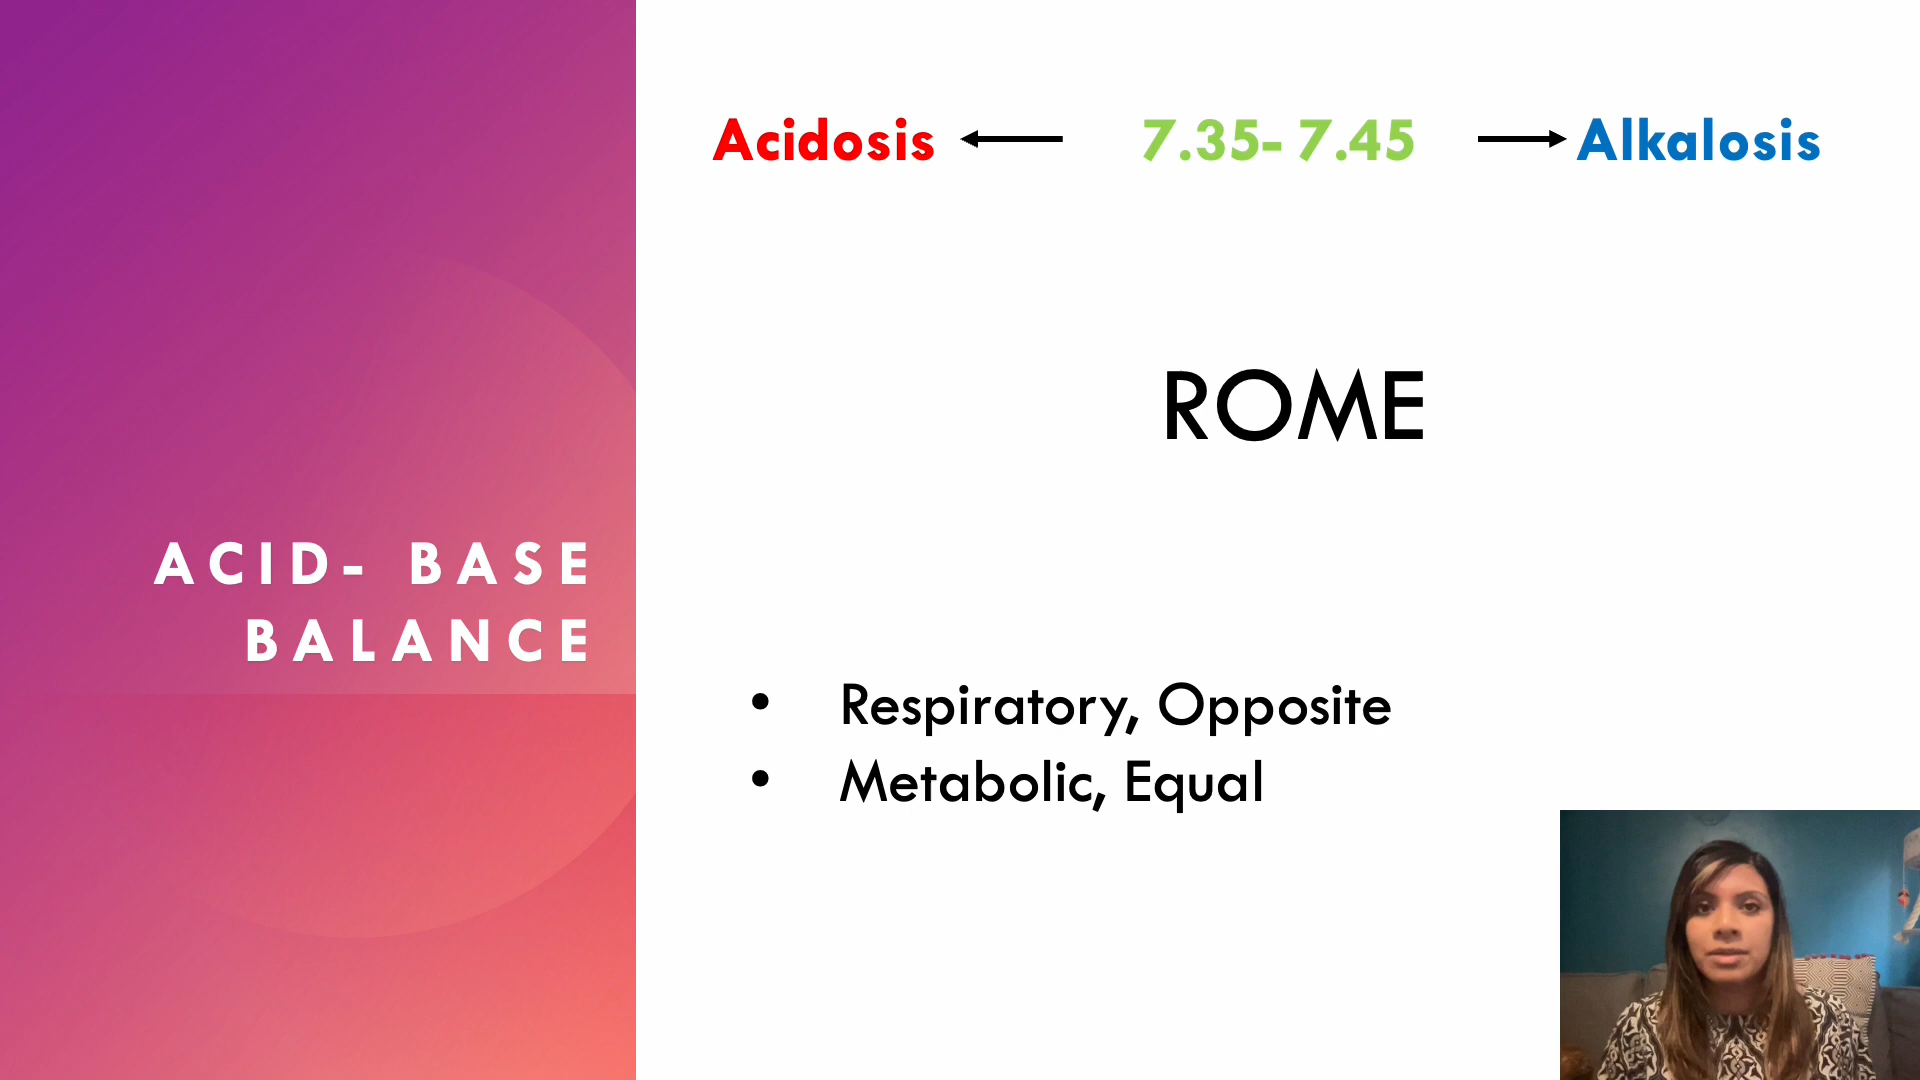 ACID- BASE
BALANCE
Acidosis 7.35- 7.45 Alkalosis
ROME
• Respiratory, Opposite
• Metabolic, Equal